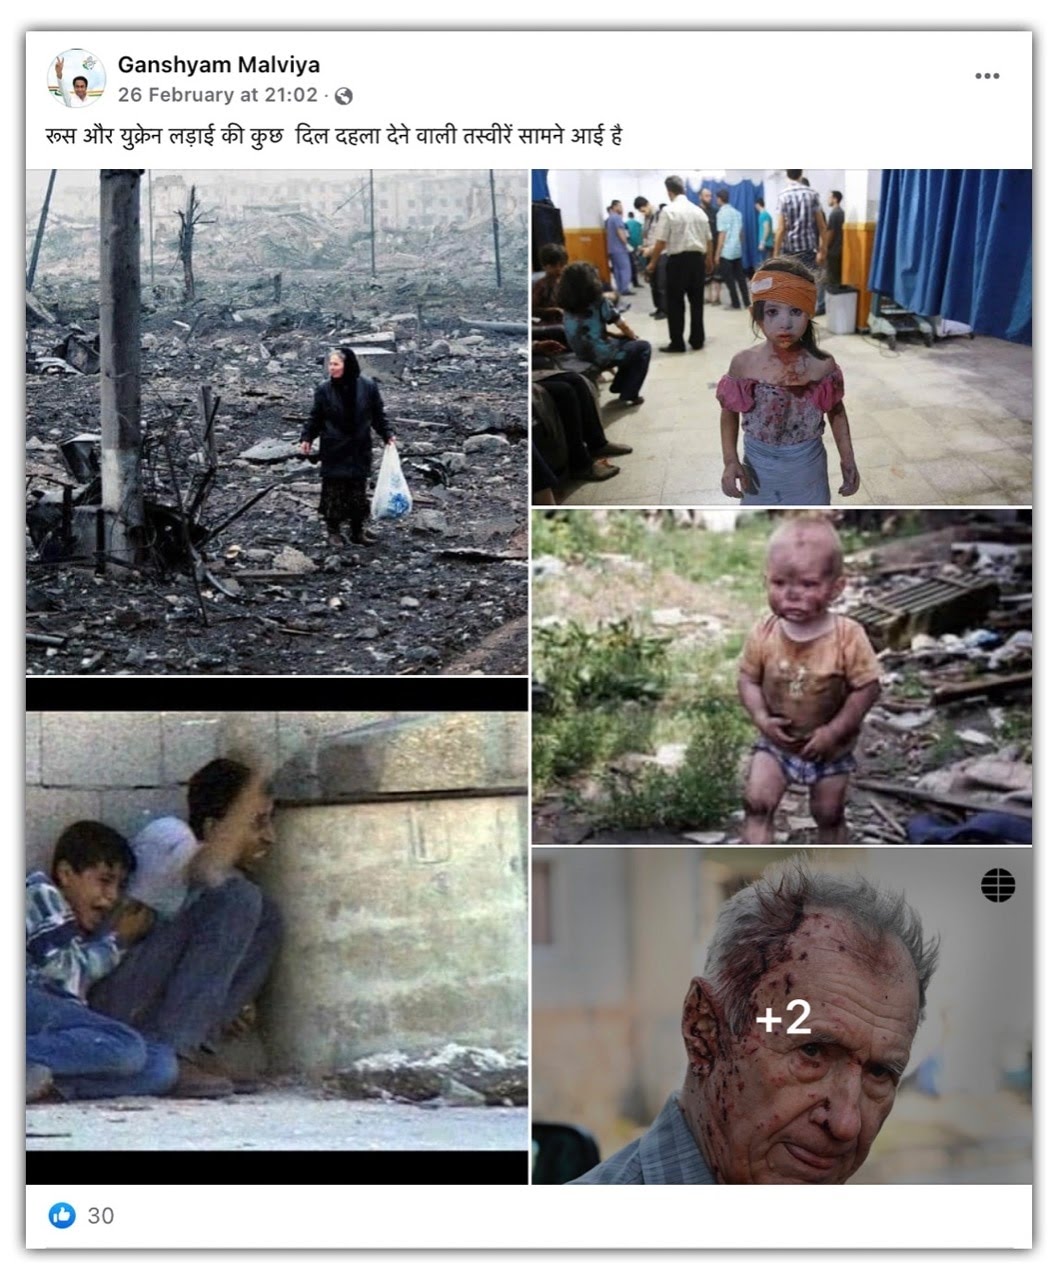 Ganshyam Malviya
26 February at 21:02 ·
रूस और युक्रेन लड़ाई की कुछ दिल दहला देने वाली तस्वीरें सामने आई है
+2
30